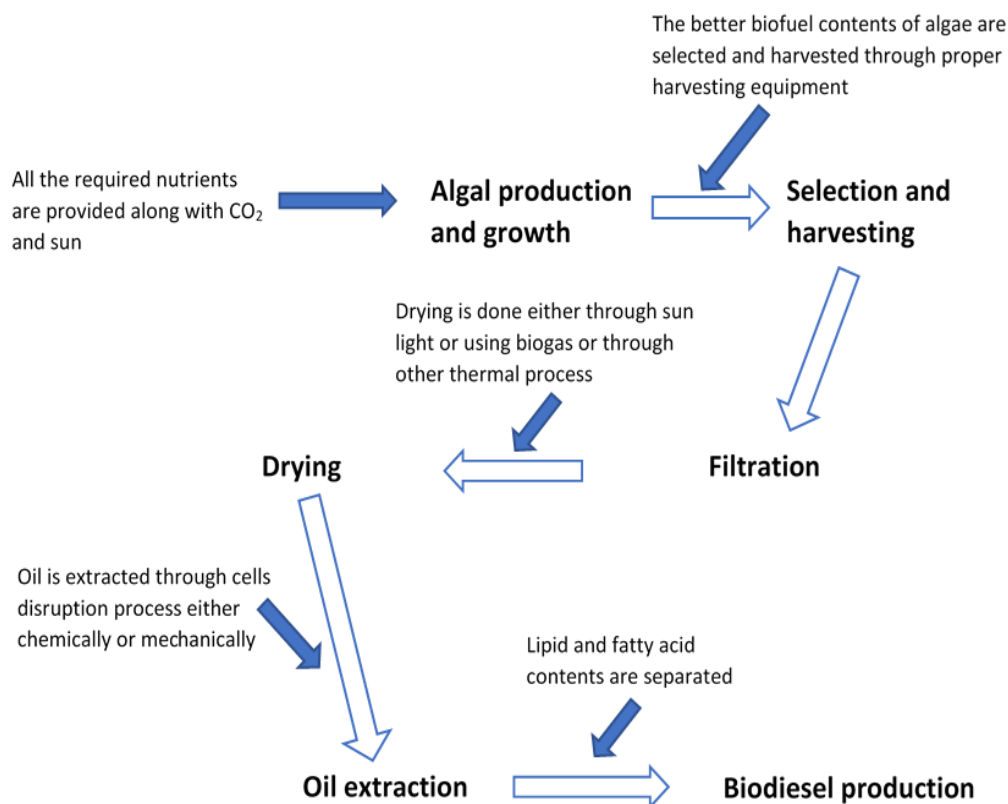 The better biofuel contents of algae are
selected and harvested through proper
harvesting equipment
All the required nutrients
are provided along with CO₂
and sun
Algal production
and growth
Selection and
harvesting
Drying is done either through sun
light or using biogas or through
other thermal process
Drying
Filtration
Oil is extracted through cells
disruption process either
chemically or mechanically
Lipid and fatty acid
contents are separated
Oil extraction
Biodiesel production